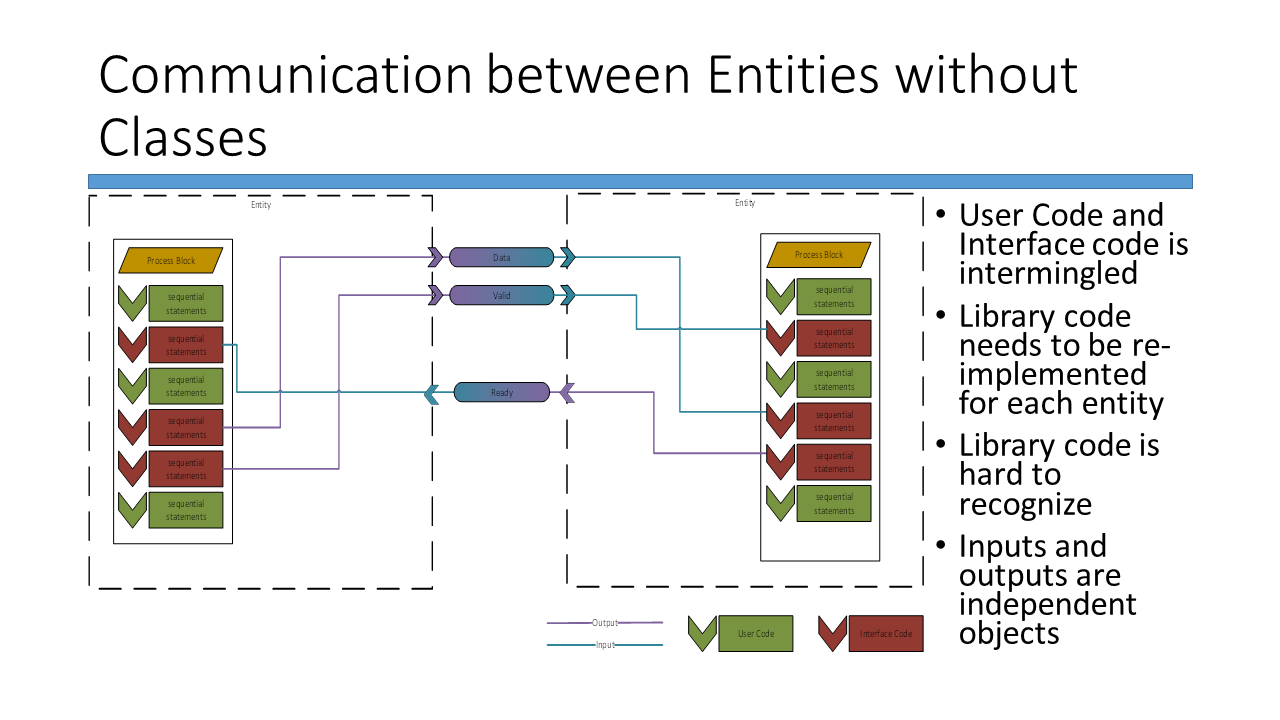 Communication between Entities without
Classes
Entity
Process Block
sequential
statements
sequential
statements
sequential
statements
sequential
statements
sequential
statements
sequential
statements
Data
Valid
Ready
Entity
Process Block
sequential
statements
sequential
statements
sequential
statements
sequential
statements
sequential
statements
sequential
statements
Output
Input
User Code
Interface Code
• User Code and
Interface code is
intermingled
• Library code
needs to be re-
implemented
for each entity
• Library code is
hard to
recognize
• Inputs and
outputs are
independent
objects